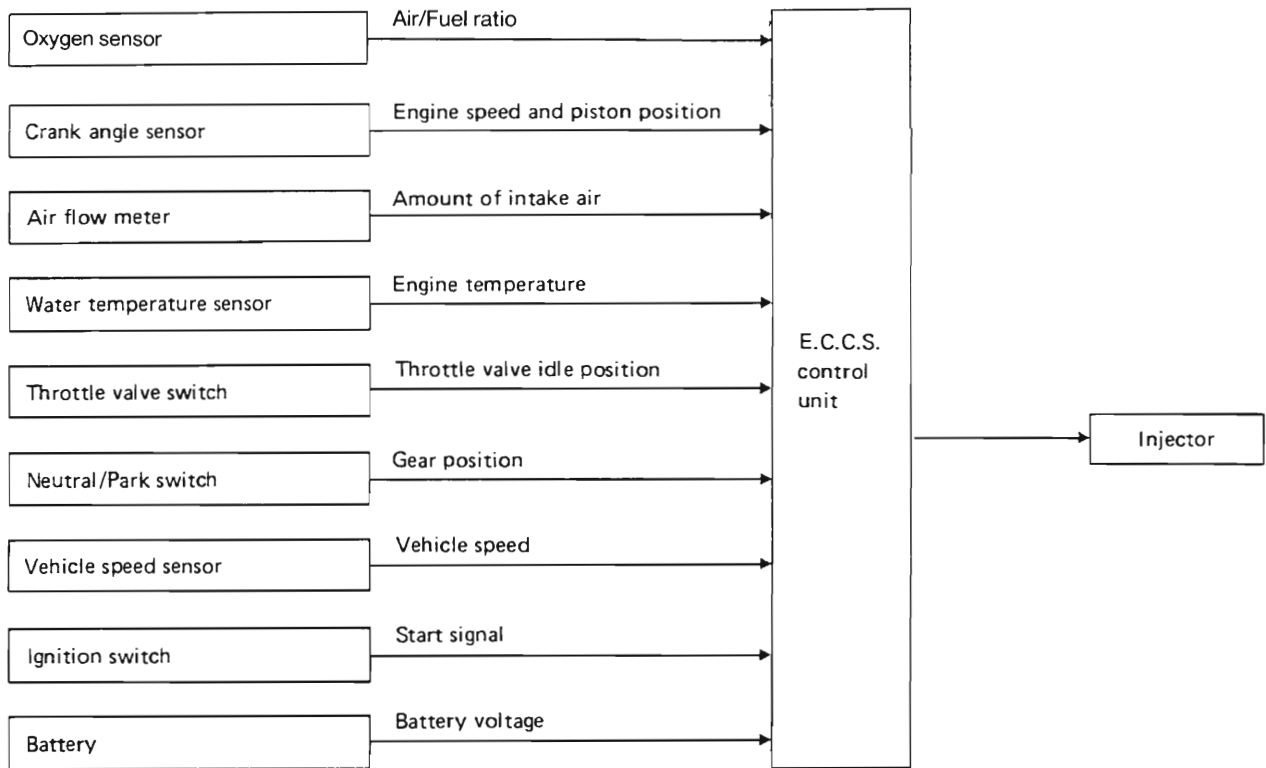 Oxygen sensor
Air/Fuel ratio
Crank angle sensor
Engine speed and piston position
Air flow meter
Amount of intake air
Water temperature sensor
Engine temperature
Throttle valve switch
Throttle valve idle position
Neutral/Park switch
Gear position
Vehicle speed sensor
Vehicle speed
Ignition switch
Start signal
Battery
Battery voltage
E.C.C.S.
control
unit
Injector